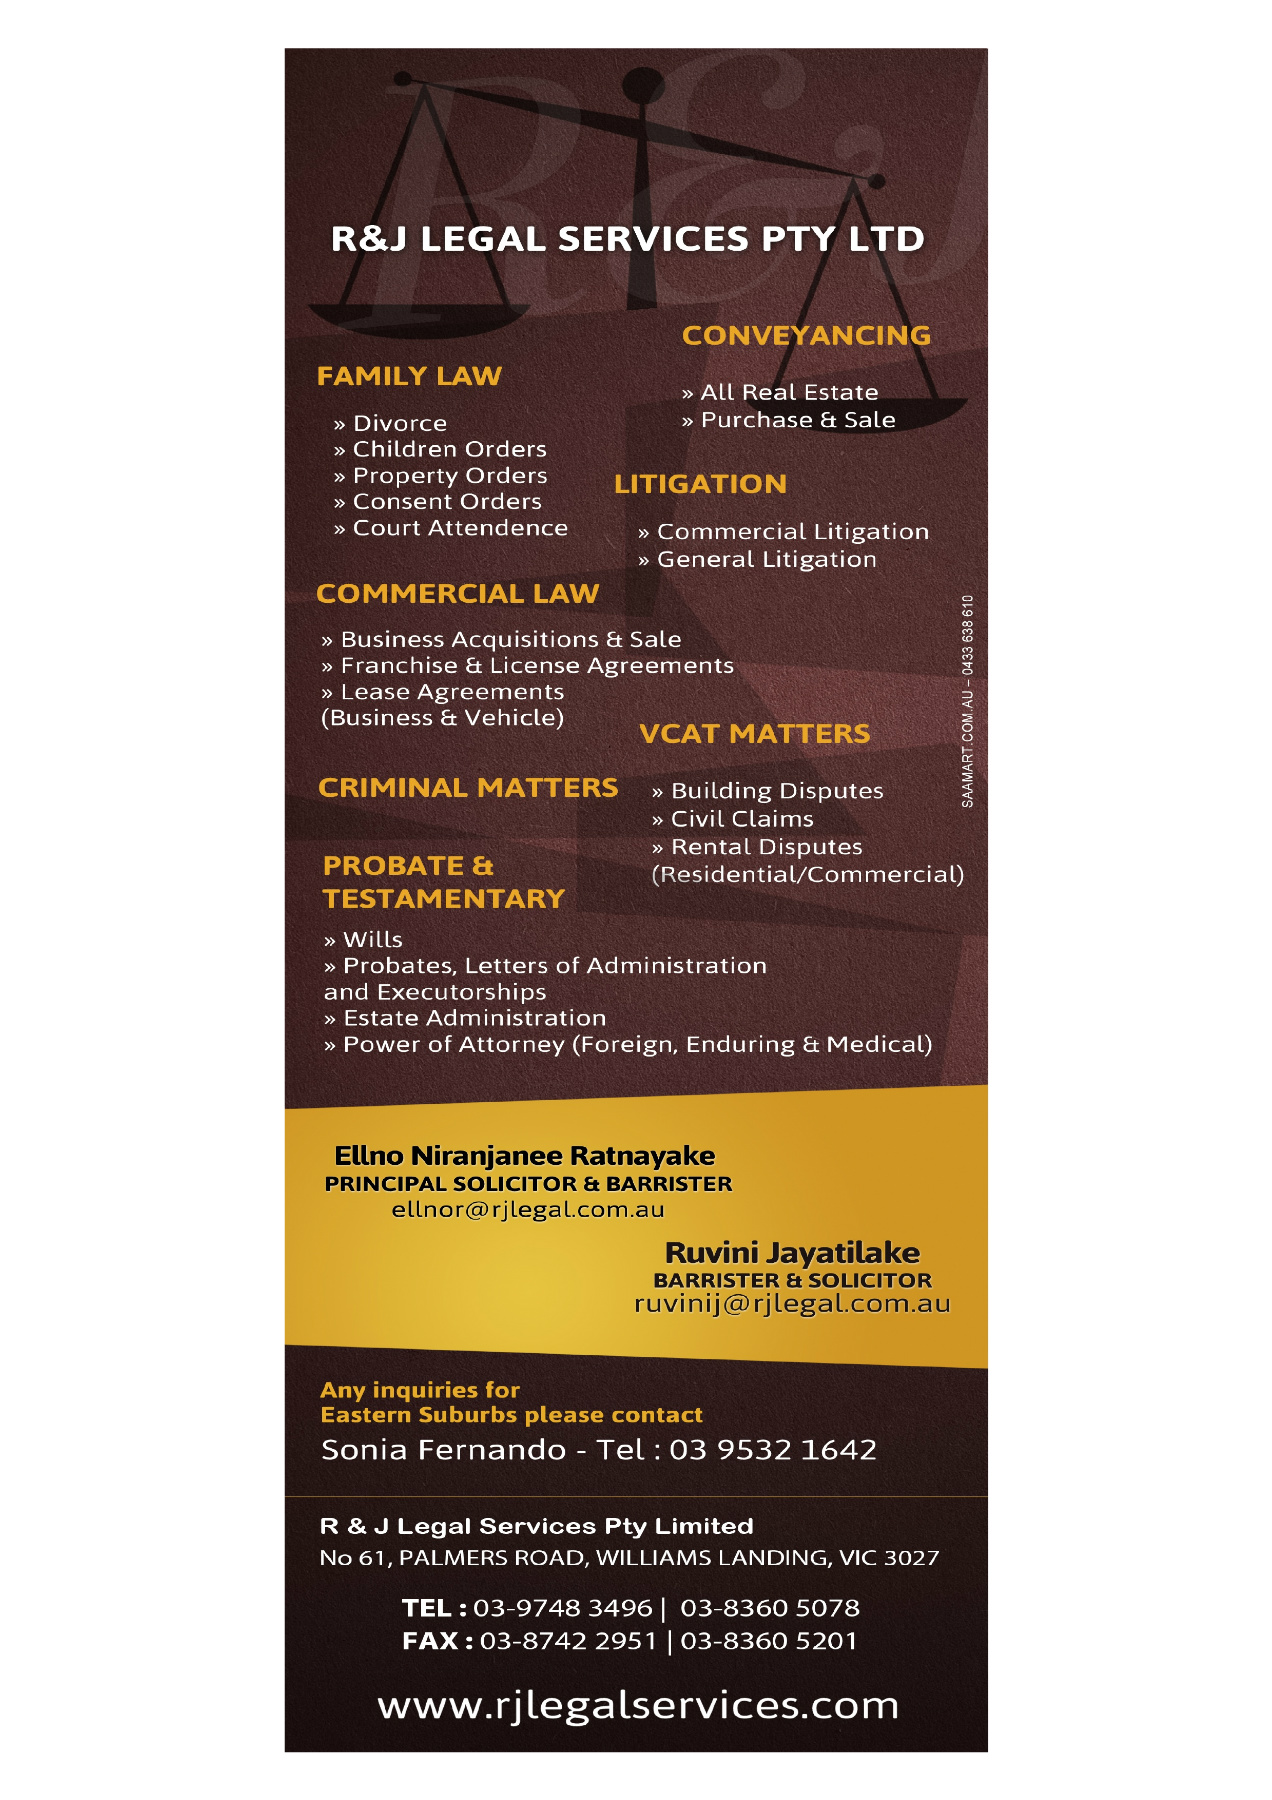 R&J
R&J LEGAL SERVICES PTY LTD
FAMILY LAW
» Divorce
» Children Orders
» Property Orders
» Consent Orders
» Court Attendence
CONVEYANCING
» All Real Estate
» Purchase & Sale
LITIGATION
» Commercial Litigation
» General Litigation
COMMERCIAL LAW
» Business Acquisitions & Sale
» Franchise & License Agreements
» Lease Agreements
(Business & Vehicle)
VCAT MATTERS
» Building Disputes
» Civil Claims
» Rental Disputes
(Residential/Commercial)
CRIMINAL MATTERS
PROBATE &
TESTAMENTARY
» Wills
» Probates, Letters of Administration
and Executorships
» Estate Administration
» Power of Attorney (Foreign, Enduring & Medical)
SAAMART.COM.AU – 0433 638 610
Ellno Niranjanee Ratnayake
PRINCIPAL SOLICITOR & BARRISTER
ellnor@rjlegal.com.au
Ruvini Jayatilake
BARRISTER & SOLICITOR
ruvinij@rjlegal.com.au
Any inquiries for
Eastern Suburbs please contact
Sonia Fernando - Tel : 03 9532 1642
R & J Legal Services Pty Limited
No 61, PALMERS ROAD, WILLIAMS LANDING, VIC 3027
TEL : 03-9748 3496 | 03-8360 5078
FAX : 03-8742 2951 | 03-8360 5201
www.rjlegalservices.com